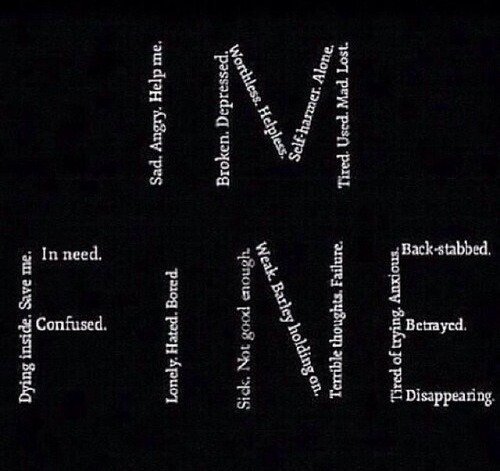 Sad. Angry. Help me.
Broken. Depressed.
Worthless. Helpless.
Self-harmer. Alone.
Tired. Used. Mad. Lost.
Dying inside. Save me.
In need.
Confused.
Lonely. Hated. Bored.
Sick. Not good enough.
Weak. Barley holding on.
Terrible thoughts. Failure.
Tired of trying. Anxious.
Back-stabbed.
Betrayed.
Disappearing.